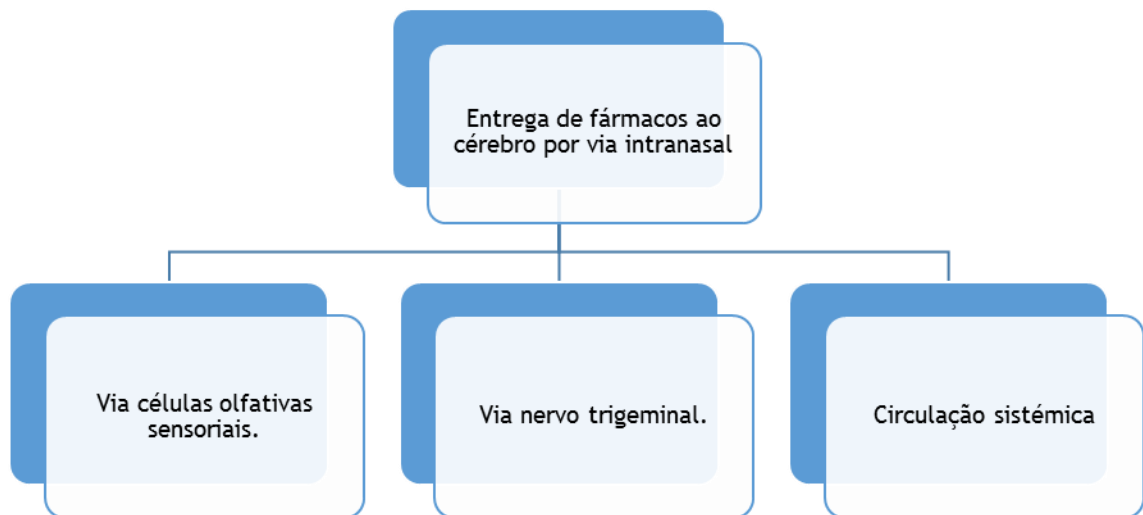 Entrega de fármacos ao
cérebro por via intranasal
Via células olfativas
sensoriais.
Via nervo trigeminal.
Circulação sistémica